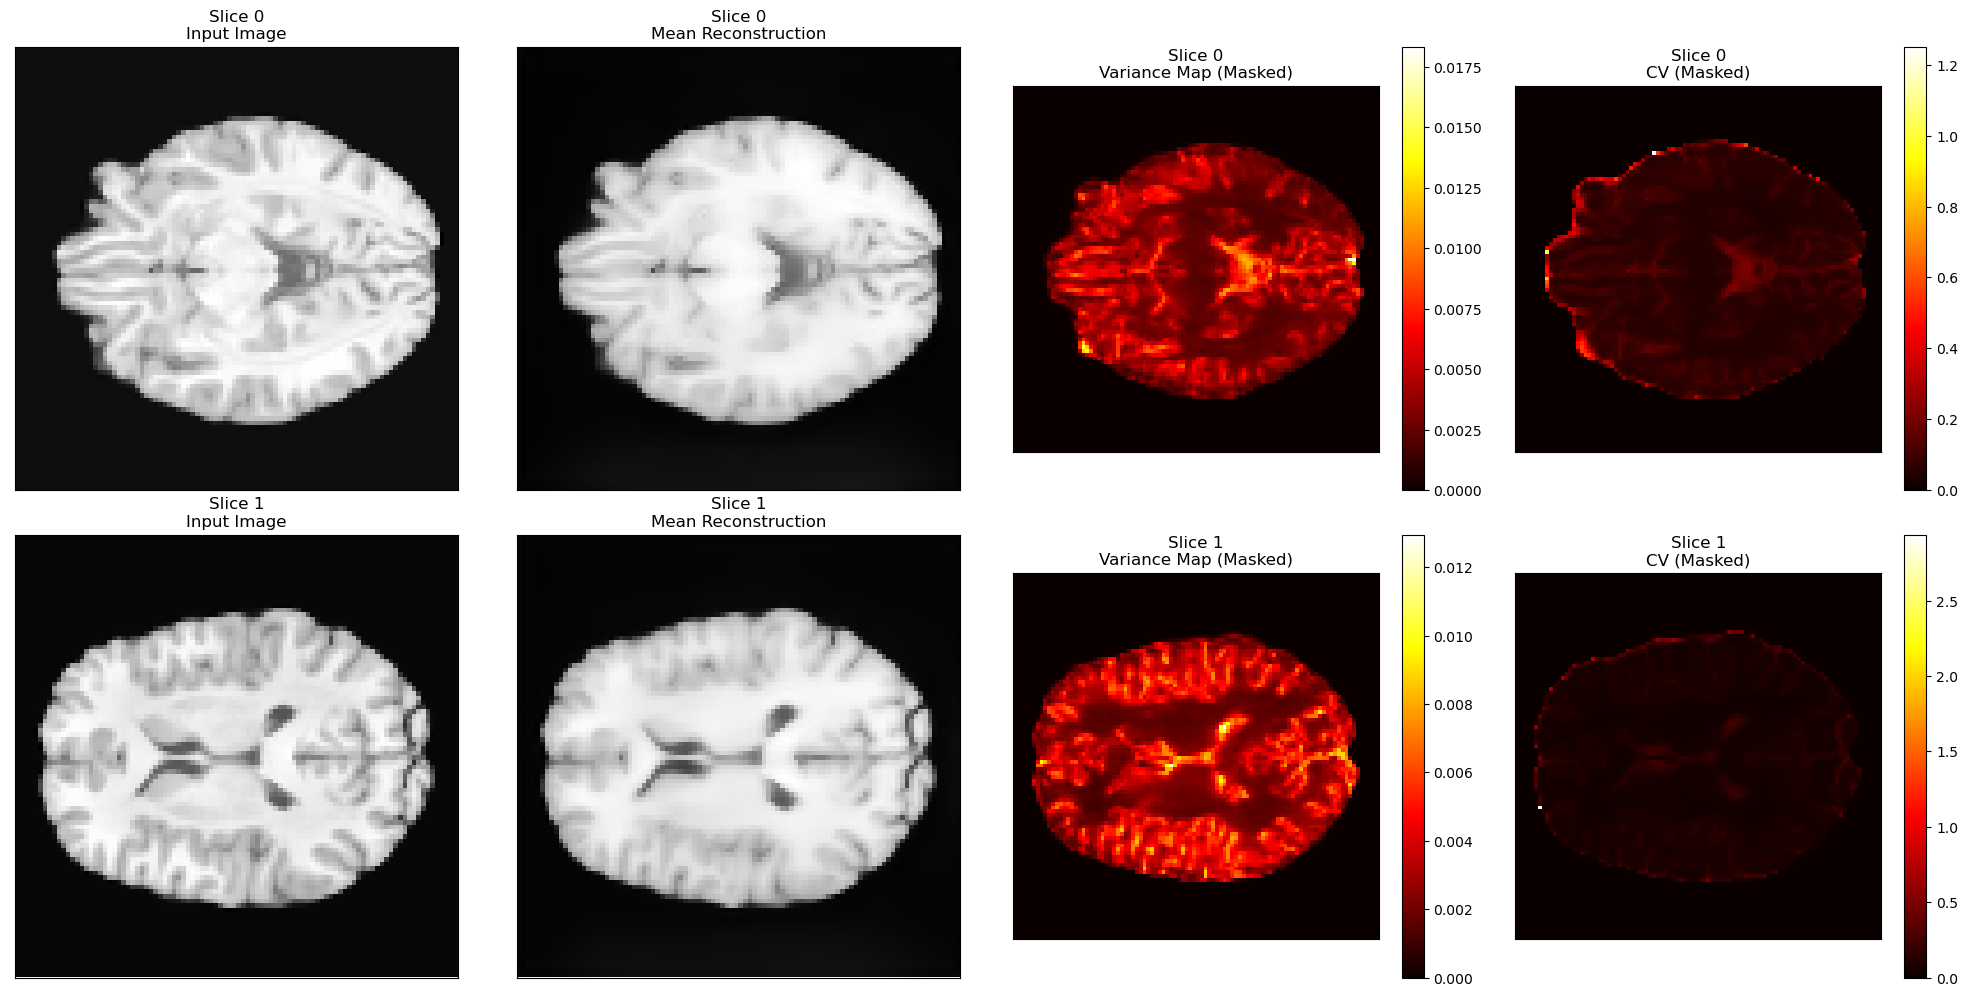 Slice 0
Input Image
Slice 0
Mean Reconstruction
Slice 0
Variance Map (Masked)
0.0175
0.0150
0.0125
0.0100
0.0075
0.0050
0.0025
0.0000
Slice 0
CV (Masked)
1.2
1.0
0.8
0.6
0.4
0.2
0.0
Slice 1
Input Image
Slice 1
Mean Reconstruction
Slice 1
Variance Map (Masked)
0.012
0.010
0.008
0.006
0.004
0.002
0.000
Slice 1
CV (Masked)
2.5
2.0
1.5
1.0
0.5
0.0